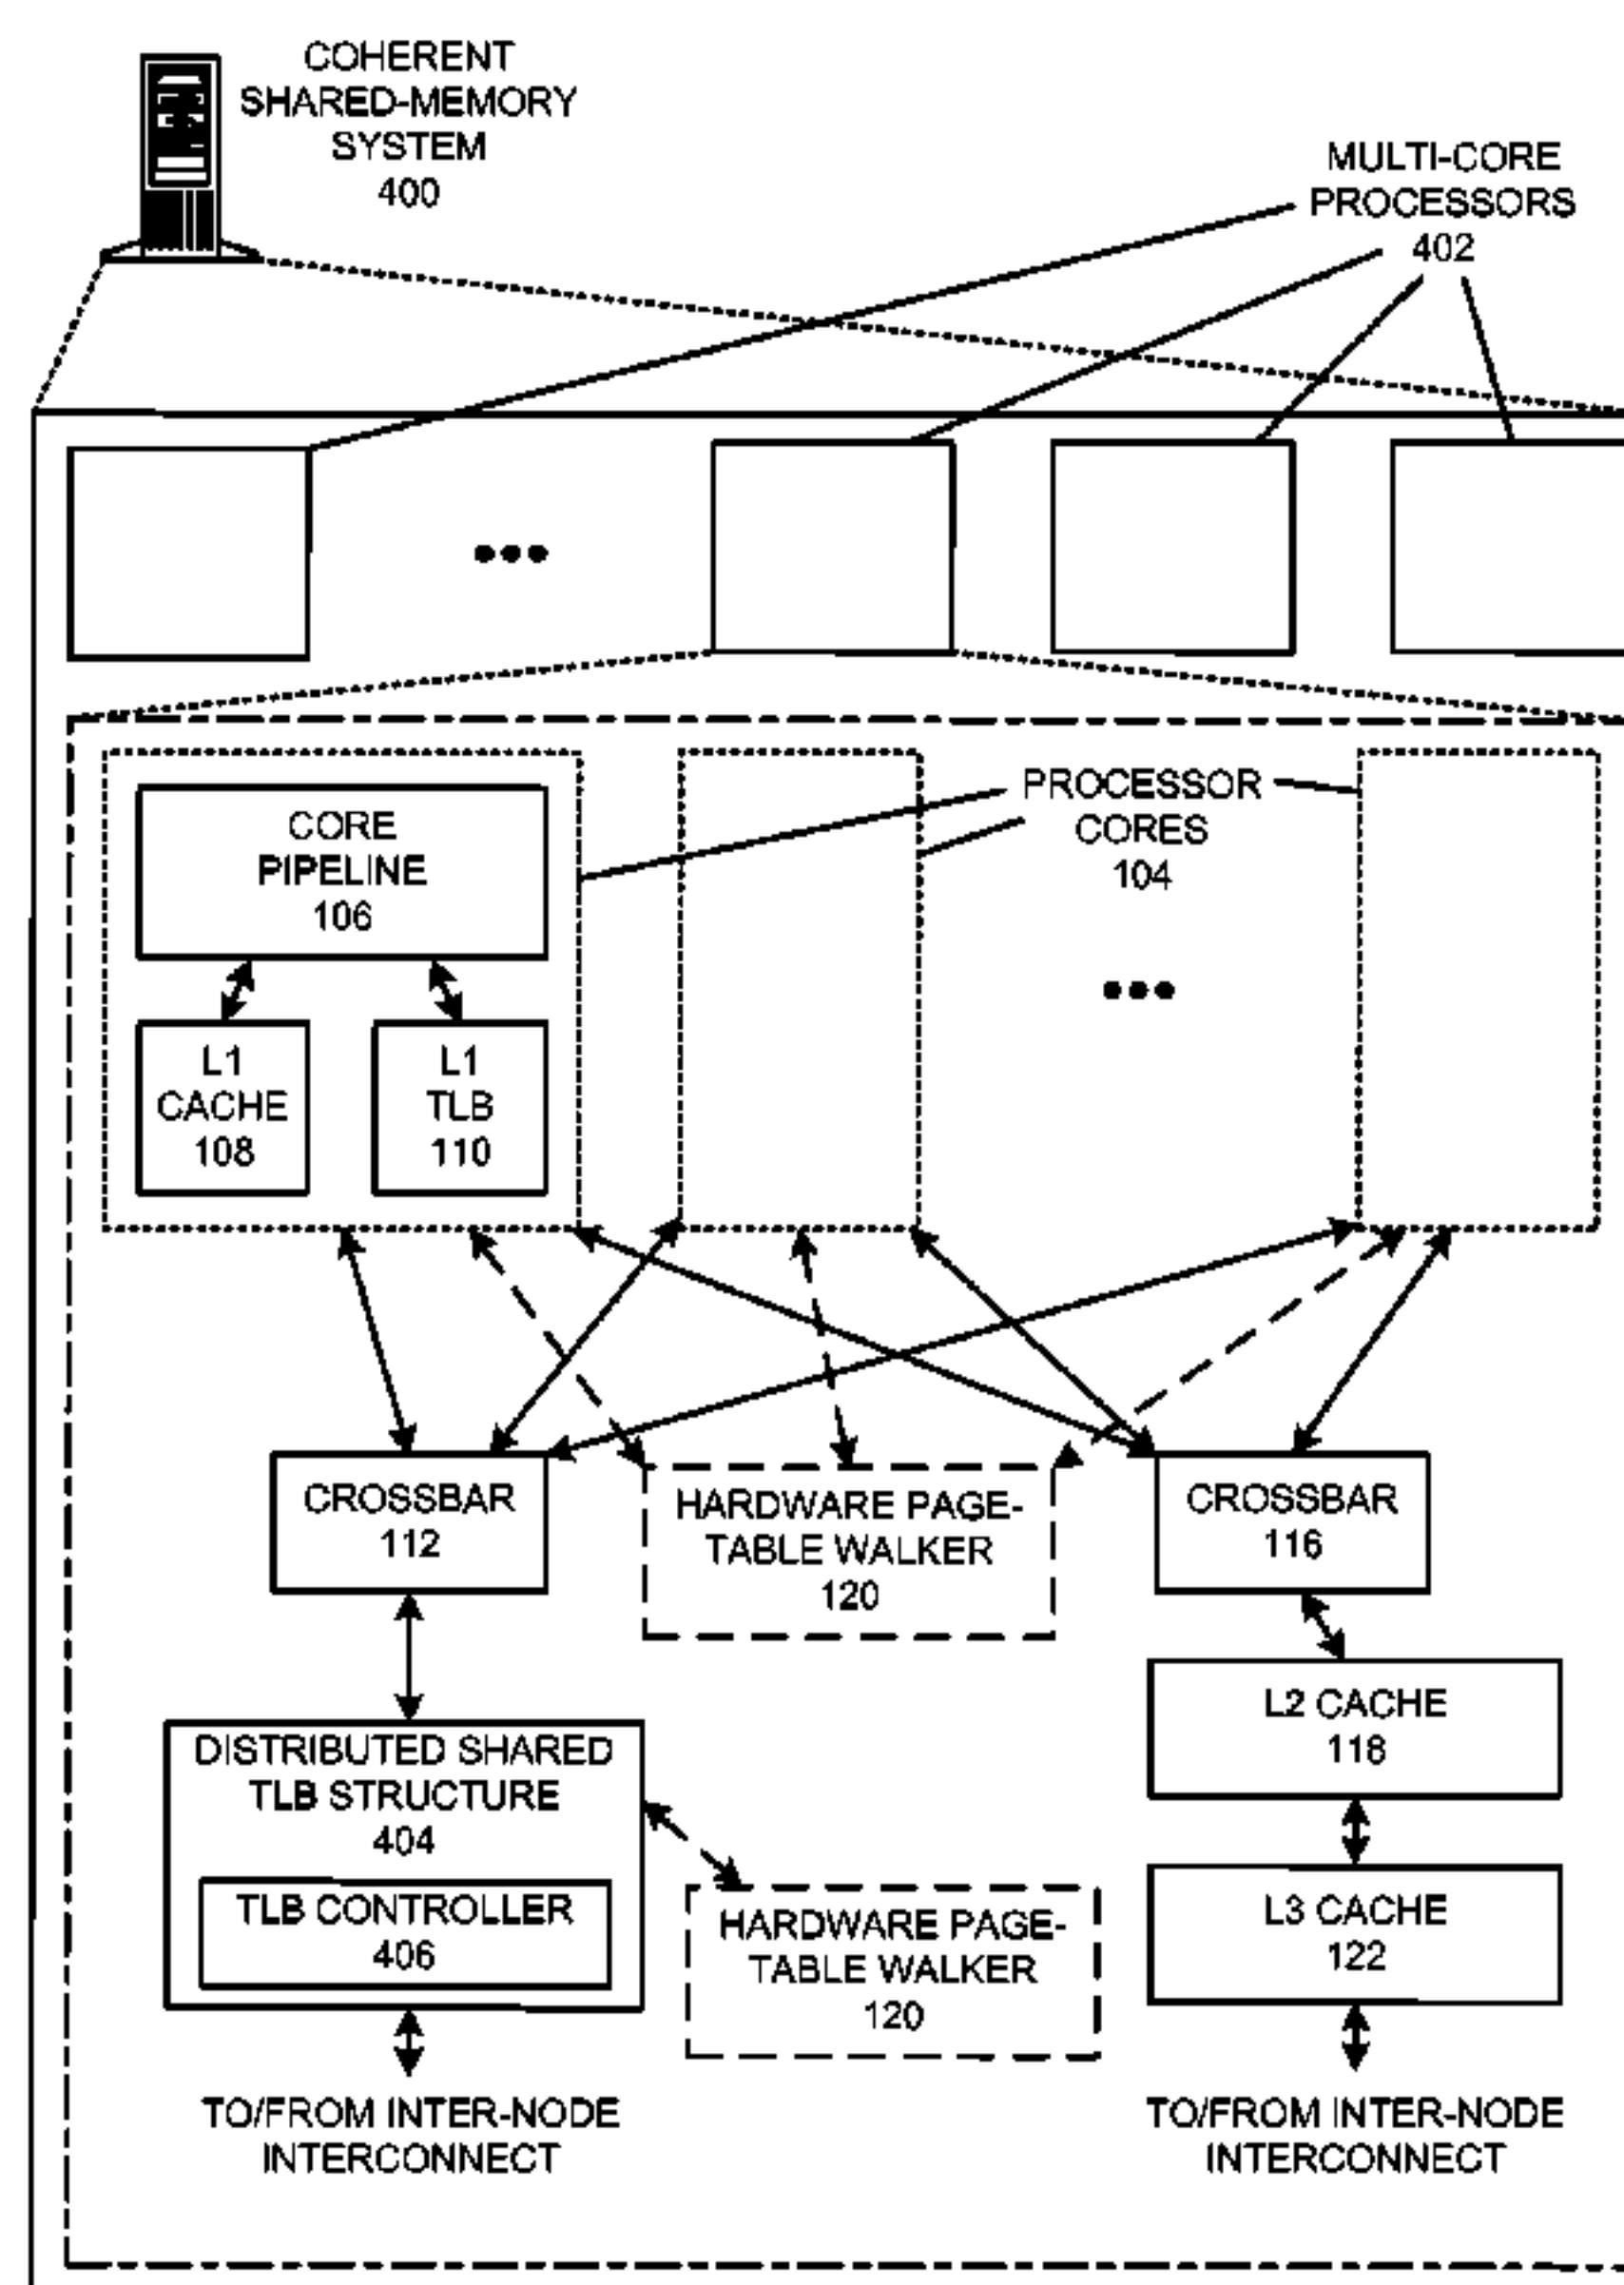 COHERENT
SHARED-MEMORY
SYSTEM
400
MULTI-CORE
PROCESSORS
402
CORE
PIPELINE
106
PROCESSOR
CORES
104
L1
CACHE
108
L1
TLB
110
CROSSBAR
112
HARDWARE PAGE-
TABLE WALKER
120
CROSSBAR
116
L2 CACHE
118
DISTRIBUTED SHARED
TLB STRUCTURE
404
TLB CONTROLLER
406
HARDWARE PAGE-
TABLE WALKER
120
L3 CACHE
122
TO/FROM INTER-NODE
INTERCONNECT
TO/FROM INTER-NODE
INTERCONNECT